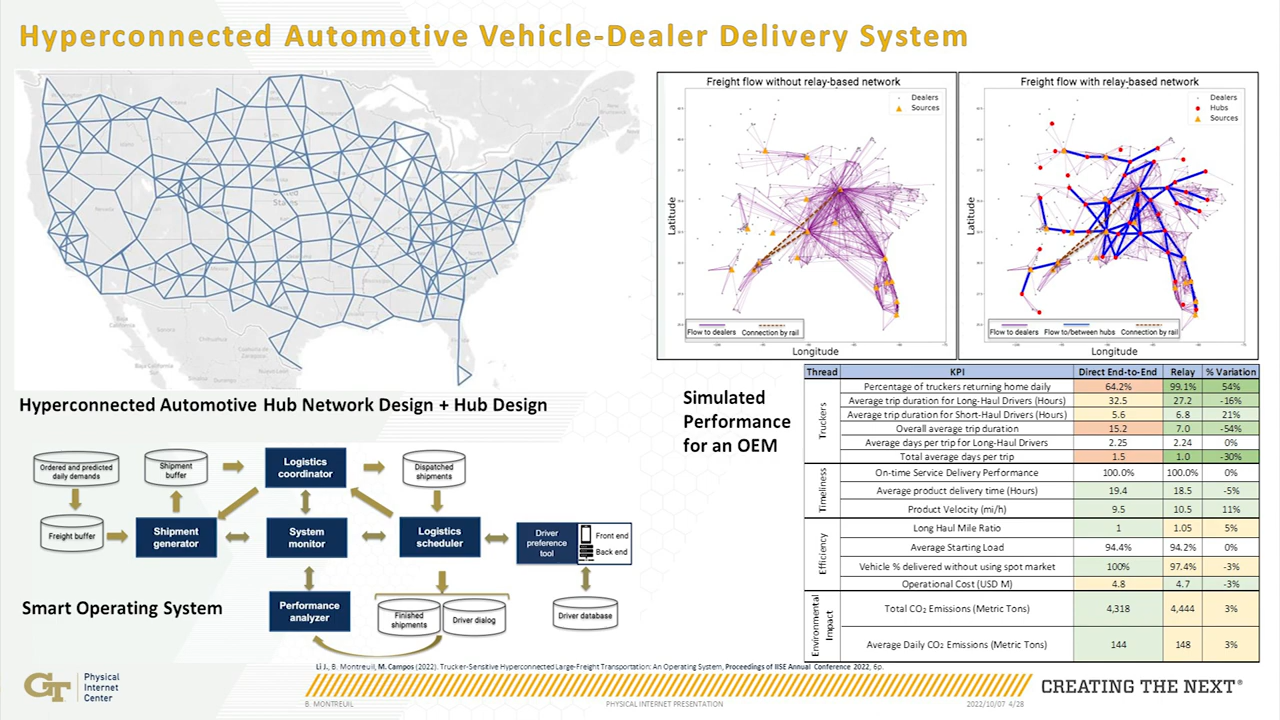 Hyperconnected Automotive Vehicle-Dealer Delivery System
Freight flow without relay-based network
Dealers
Sources
Latitude
Longitude
Flow to dealers
Connection by rail
Freight flow with relay-based network
Dealers
Hubs
Sources
Latitude
Longitude
Flow to dealers
Flow to/between hubs
Connection by rail
Hyperconnected Automotive Hub Network Design + Hub Design
Simulated
Performance
for an OEM
Thread KPI Direct End-to-End Relay % Variation
Truckers
Percentage of truckers returning home daily 64.2% 99.1% 54%
Average trip duration for Long-Haul Drivers (Hours) 32.5 27.2 -16%
Average trip duration for Short-Haul Drivers (Hours) 5.6 6.8 21%
Overall average trip duration 15.2 7.0 -54%
Average days per trip for Long-Haul Drivers 2.25 2.24 0%
Total average days per trip 1.5 1.0 -30%
Timeliness
On-time Service Delivery Performance 100.0% 100.0% 0%
Average product delivery time (Hours) 19.4 18.5 -5%
Product Velocity (mi/h) 9.5 10.5 11%
Efficiency
Long Haul Mile Ratio 1 1.05 5%
Average Starting Load 94.4% 94.2% 0%
Vehicle % delivered without using spot market 100% 97.4% -3%
Operational Cost (USD M) 4.8 4.7 -3%
Environmental
Impact
Total CO₂ Emissions (Metric Tons) 4,318 4,444 3%
Average Daily CO₂ Emissions (Metric Tons) 144 148 3%
Ordered and predicted
daily demands
Shipment
buffer
Logistics
coordinator
Dispatched
shipments
Freight buffer
Shipment
generator
System
monitor
Logistics
scheduler
Driver
preference
tool
Front end
Back end
Smart Operating System
Performance
analyzer
Finished
shipments
Driver dialog
Driver database
Li J., B. Montreuil, M. Campos (2022). Trucker-Sensitive Hyperconnected Large-Freight Transportation: An Operating System, Proceedings of IISE Annual Conference 2022, 6p.
GT
Physical
Internet
Center
CREATING THE NEXT®
B. MONTREUIL
PHYSICAL INTERNET PRESENTATION
2022/10/07 4/28